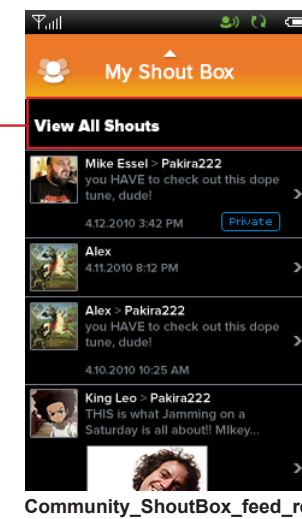 My Shout Box
View All Shouts
Mike Essel > Pakira222
you HAVE to check out this dope
tune, dude!
4.12.2010 3:42 PM Private
Alex
4.11.2010 8:12 PM
Alex > Pakira222
you HAVE to check out this dope
tune, dude!
4.10.2010 10:25 AM
King Leo > Pakira222
THIS is what Jamming on a
Saturday is all about!! MIkey...
Community_ShoutBox_feed_r